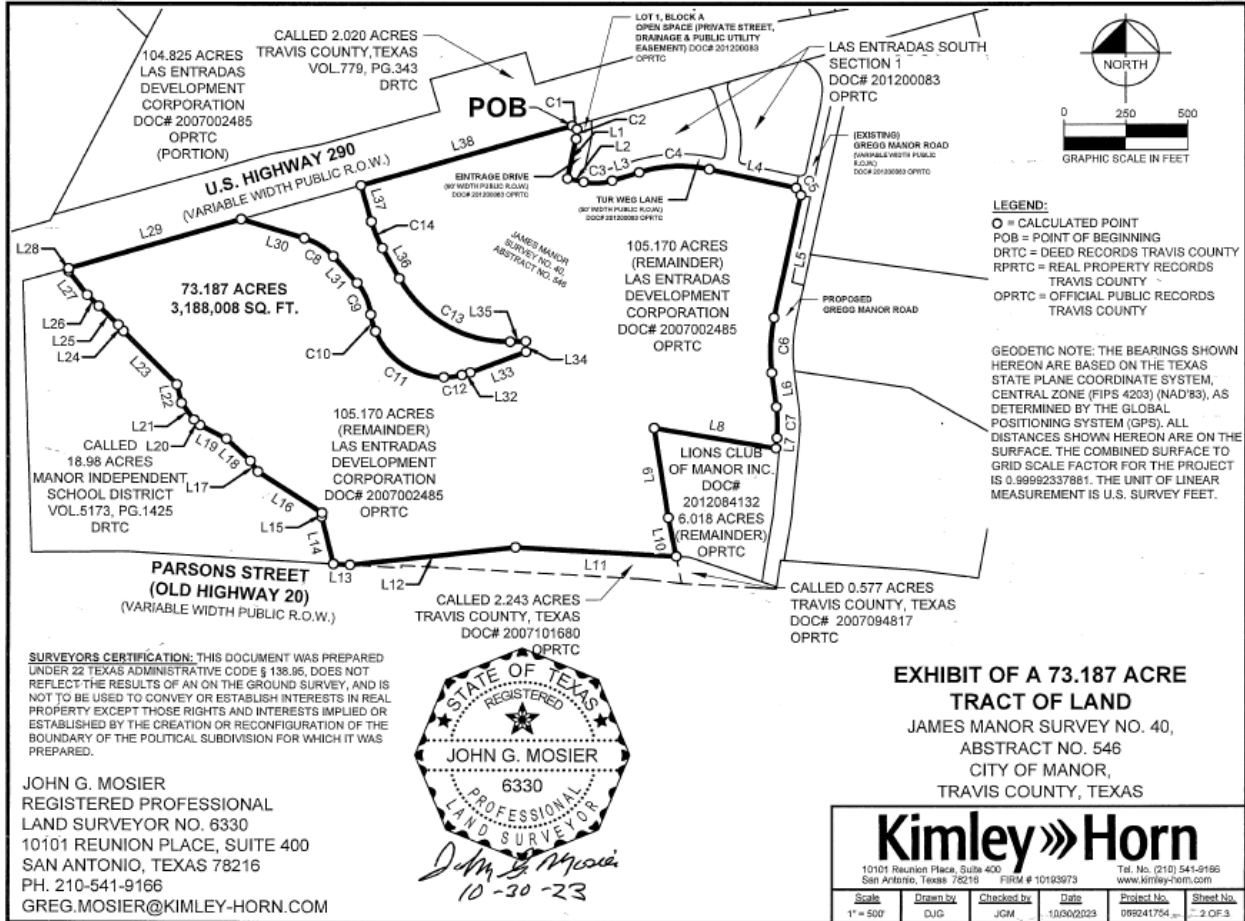 CALLED 2.020 ACRES
TRAVIS COUNTY, TEXAS
VOL.779, PG.343
DRTC
104.825 ACRES
LAS ENTRADAS
DEVELOPMENT
CORPORATION
DOC# 2007002485
OPRTC
(PORTION)
LOT 1, BLOCK A
OPEN SPACE (PRIVATE STREET,
DRAINAGE & PUBLIC UTILITY
EASEMENT) DOC# 201200083
OPRTC
LAS ENTRADAS SOUTH
SECTION 1
DOC# 201200083
OPRTC
NORTH
0 250 500
GRAPHIC SCALE IN FEET
POB
C1
C2
L1
L2
C3
L3
C4
L4
C5
(EXISTING)
GREGG MANOR ROAD
(VARIABLE WIDTH PUBLIC
R.O.W.)
DOC# 201200083 OPRTC
L38
U.S. HIGHWAY 290
(VARIABLE WIDTH PUBLIC R.O.W.)
EINTRAGE DRIVE
(60' WIDTH PUBLIC R.O.W.)
DOC# 201200083 OPRTC
TUR WEG LANE
(50' WIDTH PUBLIC R.O.W.)
DOC# 201200083 OPRTC
LEGEND:
O = CALCULATED POINT
POB = POINT OF BEGINNING
DRTC = DEED RECORDS TRAVIS COUNTY
RPRTC = REAL PROPERTY RECORDS
TRAVIS COUNTY
OPRTC = OFFICIAL PUBLIC RECORDS
TRAVIS COUNTY
L28
L29
L30
C8
L31
C9
C10
C11
C12
L32
L33
L34
L35
C13
L36
C14
L37
JAMES MANOR
SURVEY NO. 40,
ABSTRACT NO. 546
105.170 ACRES
(REMAINDER)
LAS ENTRADAS
DEVELOPMENT
CORPORATION
DOC# 2007002485
OPRTC
L5
PROPOSED
GREGG MANOR ROAD
C6
L6
C7
L7
L8
L9
L10
73.187 ACRES
3,188,008 SQ. FT.
L27
L26
L25
L24
L23
L22
L21
L20
L19
L18
L17
L16
L15
L14
L13
L12
L11
GEODETIC NOTE: THE BEARINGS SHOWN
HEREON ARE BASED ON THE TEXAS
STATE PLANE COORDINATE SYSTEM,
CENTRAL ZONE (FIPS 4203) (NAD'83), AS
DETERMINED BY THE GLOBAL
POSITIONING SYSTEM (GPS). ALL
DISTANCES SHOWN HEREON ARE ON THE
SURFACE. THE COMBINED SURFACE TO
GRID SCALE FACTOR FOR THE PROJECT
IS 0.99992337881. THE UNIT OF LINEAR
MEASUREMENT IS U.S. SURVEY FEET.
CALLED
18.98 ACRES
MANOR INDEPENDENT
SCHOOL DISTRICT
VOL.5173, PG.1425
DRTC
105.170 ACRES
(REMAINDER)
LAS ENTRADAS
DEVELOPMENT
CORPORATION
DOC# 2007002485
OPRTC
LIONS CLUB
OF MANOR INC.
DOC#
2012084132
6.018 ACRES
(REMAINDER)
OPRTC
PARSONS STREET
(OLD HIGHWAY 20)
(VARIABLE WIDTH PUBLIC R.O.W.)
CALLED 2.243 ACRES
TRAVIS COUNTY, TEXAS
DOC# 2007101680
OPRTC
CALLED 0.577 ACRES
TRAVIS COUNTY, TEXAS
DOC# 2007094817
OPRTC
SURVEYORS CERTIFICATION: THIS DOCUMENT WAS PREPARED
UNDER 22 TEXAS ADMINISTRATIVE CODE § 138.95, DOES NOT
REFLECT THE RESULTS OF AN ON THE GROUND SURVEY, AND IS
NOT TO BE USED TO CONVEY OR ESTABLISH INTERESTS IN REAL
PROPERTY EXCEPT THOSE RIGHTS AND INTERESTS IMPLIED OR
ESTABLISHED BY THE CREATION OR RECONFIGURATION OF THE
BOUNDARY OF THE POLITICAL SUBDIVISION FOR WHICH IT WAS
PREPARED.
JOHN G. MOSIER
REGISTERED PROFESSIONAL
LAND SURVEYOR NO. 6330
10101 REUNION PLACE, SUITE 400
SAN ANTONIO, TEXAS 78216
PH. 210-541-9166
GREG.MOSIER@KIMLEY-HORN.COM
STATE OF TEXAS
REGISTERED
JOHN G. MOSIER
6330
PROFESSIONAL
LAND SURVEYOR
John G. Mosier
10-30-23
EXHIBIT OF A 73.187 ACRE
TRACT OF LAND
JAMES MANOR SURVEY NO. 40,
ABSTRACT NO. 546
CITY OF MANOR,
TRAVIS COUNTY, TEXAS
Kimley»Horn
10101 Reunion Place, Suite 400
San Antonio, Texas 78216 FIRM # 10193973
Tel. No. (210) 541-9166
www.kimley-horn.com
Scale Drawn by Checked by Date Project No. Sheet No.
1" = 500' DJG JGM 10/30/2023 069241754 2 OF 3